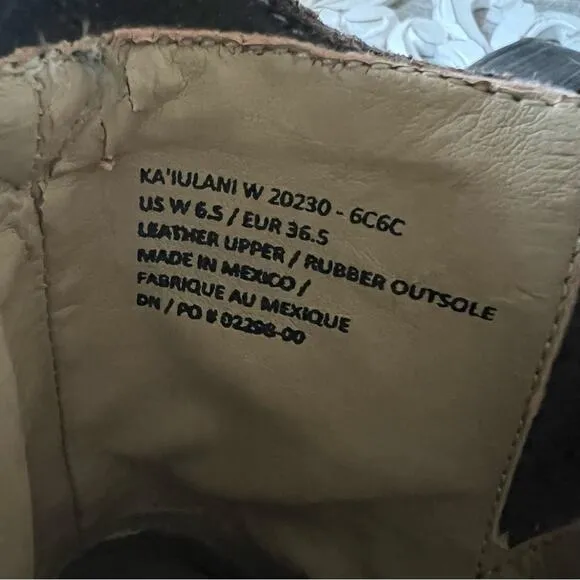 KA'IULANI W 20230 - 6C6C
US W 6.5 / EUR 36.5
LEATHER UPPER / RUBBER OUTSOLE
MADE IN MEXICO /
FABRIQUE AU MEXIQUE
DN / PO # 02298-00